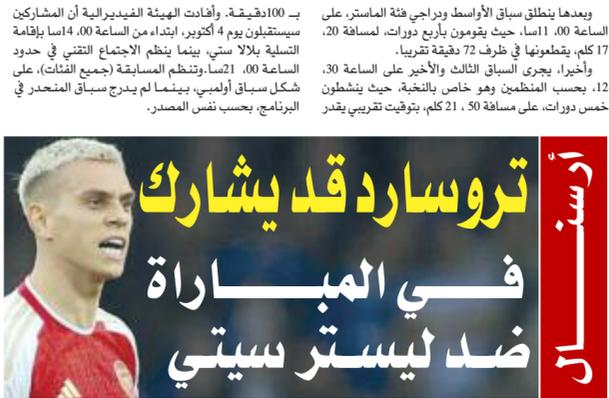 وبعدها ينطلق سباق الأواسط ودراجي فئة الماستر، على
الساعة 00، 11سا، حيث يقومون بأربع دورات، لمسافة 20،
17 كلم، يقطعونها في ظرف 72 دقيقة تقريبا.
وأخيرا، يجرى السباق الثالث والأخير على الساعة 30،
12، بحسب المنظمين وهو خاص بالنخبة، حيث ينشطون
خمس دورات، على مسافة 50 ، 21 كلم، بتوقيت تقريبي يقدر
بـ 100دقيقة. وأفادت الهيئة الفيديرالية أن المشاركين
سيستقبلون يوم 4 أكتوبر، ابتداء من الساعة 00، 14سا بإقامة
التسلية بلالا ستي، بينما ينظم الاجتماع التقني في حدود
الساعة 00، 21سا.وتنظم المسابقة (جميع الفئات)، على
شكل سباق أولمبي، بينما لم يدرج سباق المنحدر في
البرنامج، بحسب نفس المصدر.
أرسنال
تروسارد قد يشارك
في المباراة
ضد ليستر سيتي